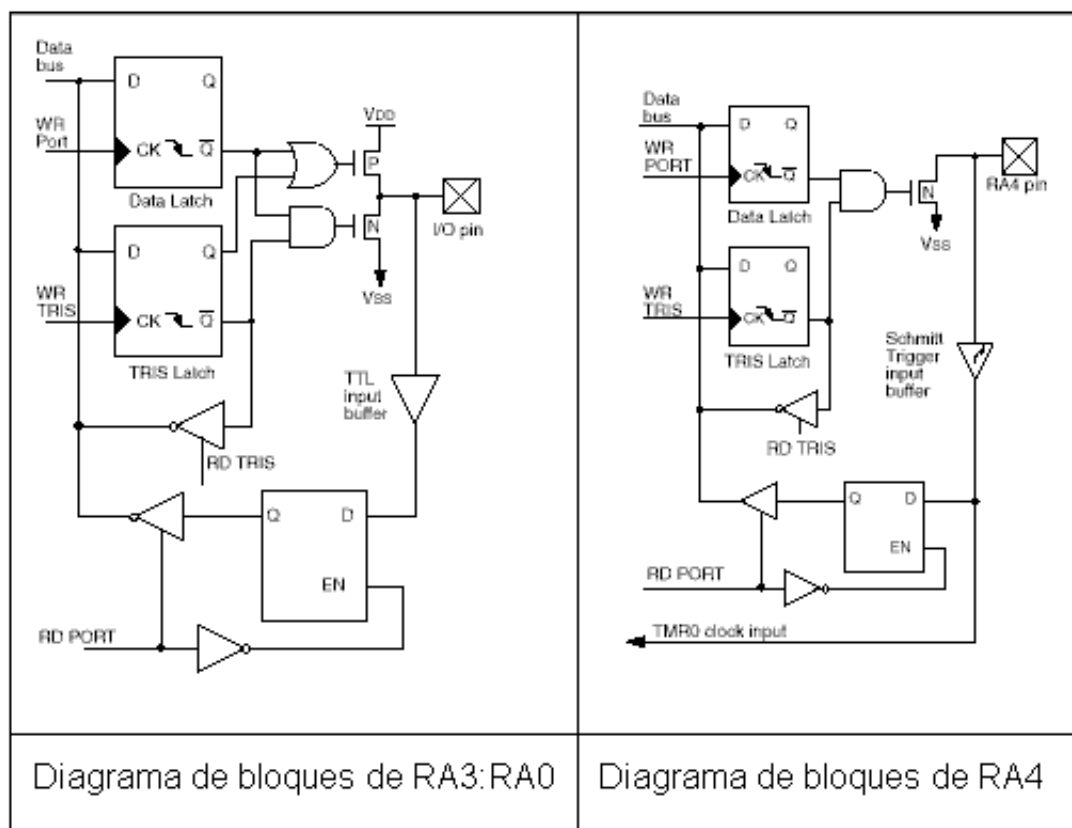 Data
bus
D
Q
WR
Port
CK
Q̅
Data Latch
VDD
P
N
I/O pin
VSS
D
Q
WR
TRIS
CK
Q̅
TRIS Latch
TTL
input
buffer
RD TRIS
Q
D
EN
RD PORT
Data
bus
D
Q
WR
PORT
CK
Q̅
Data Latch
N
RA4 pin
VSS
D
Q
WR
TRIS
CK
Q̅
TRIS Latch
Schmitt
Trigger
input
buffer
RD TRIS
Q
D
EN
RD PORT
TMR0 clock input
Diagrama de bloques de RA3:RA0
Diagrama de bloques de RA4